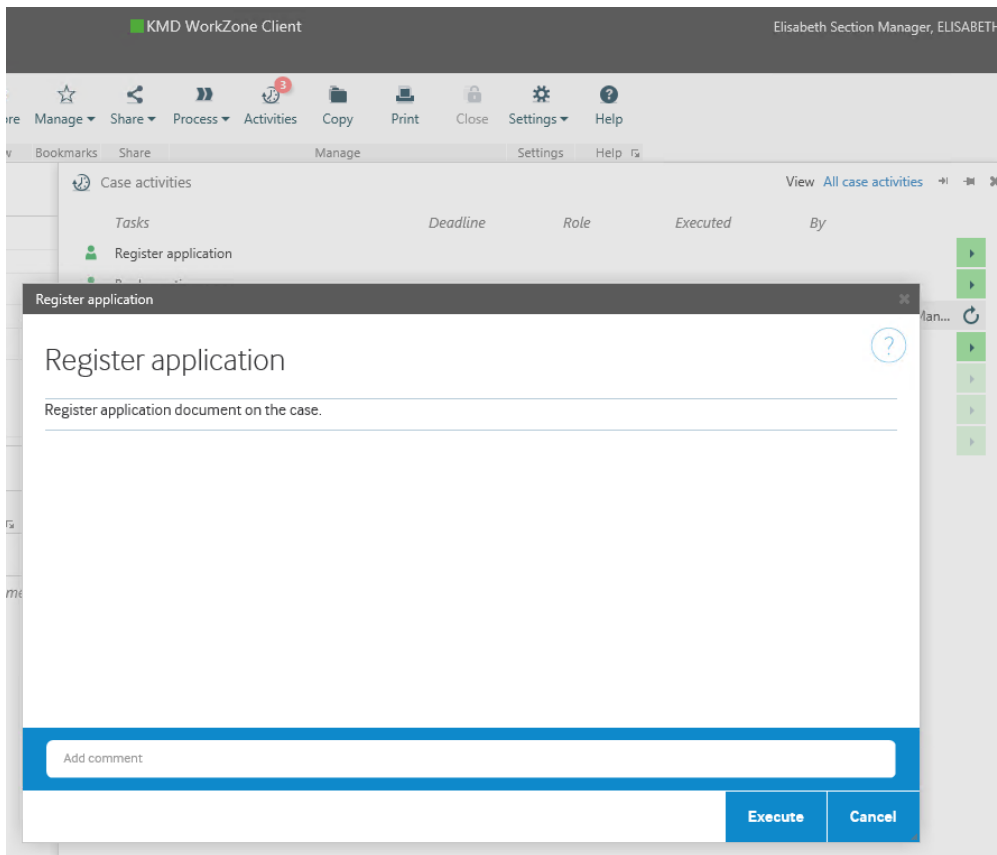 KMD WorkZone Client
Elisabeth Section Manager, ELISABETH
3
Manage Share Process Activities Copy Print Close Settings Help
Bookmarks Share Manage Settings Help
Case activities View All case activities
Tasks Deadline Role Executed By
Register application
Register application
Register application
?
Register application document on the case.
Add comment
Execute Cancel